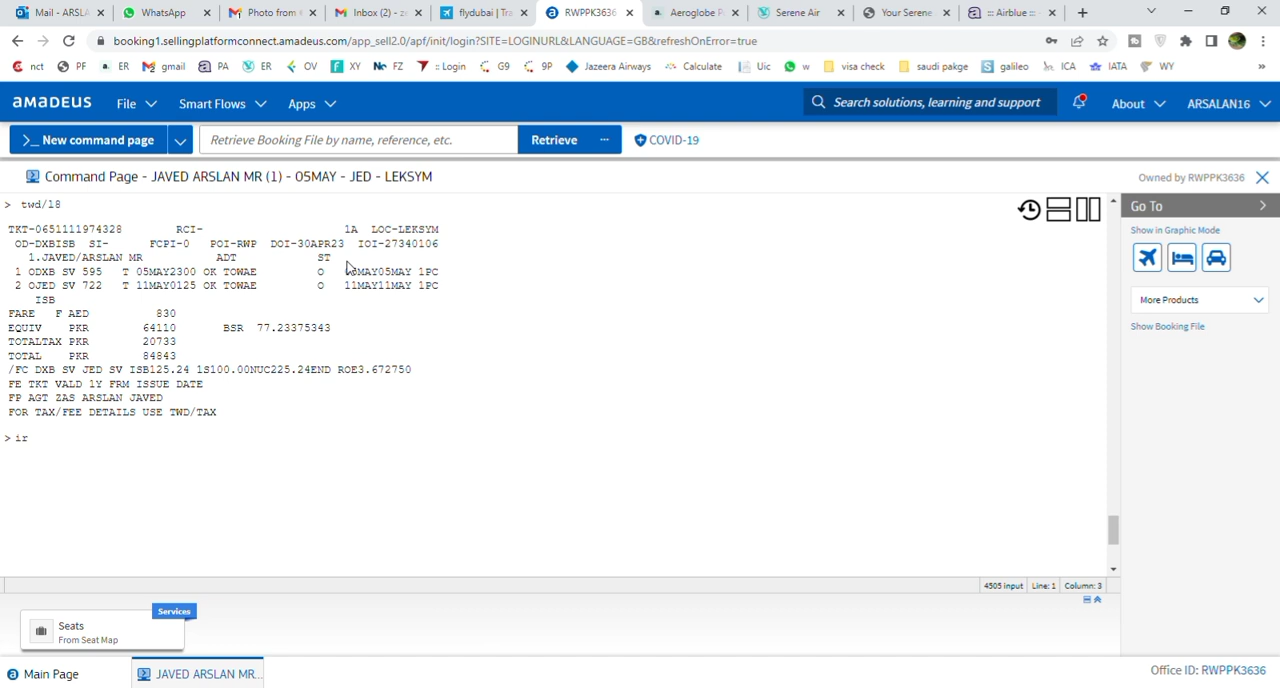 Mail - ARSLA
WhatsApp
Photo from
Inbox (2) - z
flydubai | Tra
RWPPK3636
Aeroglobe P
Serene Air
Your Serene
::: Airblue :::
booking1.sellingplatformconnect.amadeus.com/app_sell2.0/apf/init/login?SITE=LOGINURL&LANGUAGE=GB&refreshOnError=true
nct PF ER gmail PA ER OV XY FZ :: Login G9 9P Jazeera Airways Calculate Uic w visa check saudi pakge galileo ICA IATA WY »
amadeus File Smart Flows Apps Search solutions, learning and support About ARSALAN16
>_ New command page Retrieve Booking File by name, reference, etc. Retrieve ··· COVID-19
Command Page - JAVED ARSLAN MR (1) - 05MAY - JED - LEKSYM Owned by RWPPK3636
> twd/l8
TKT-0651111974328 RCI- 1A LOC-LEKSYM
OD-DXBISB SI- FCPI-0 POI-RWP DOI-30APR23 IOI-27340106
1.JAVED/ARSLAN MR ADT ST
1 ODXB SV 595 T 05MAY2300 OK TOWAE O MAY05MAY 1PC
2 OJED SV 722 T 11MAY0125 OK TOWAE O 11MAY11MAY 1PC
ISB
FARE F AED 830
EQUIV PKR 64110 BSR 77.23375343
TOTALTAX PKR 20733
TOTAL PKR 84843
/FC DXB SV JED SV ISB125.24 1S100.00NUC225.24END ROE3.672750
FE TKT VALD 1Y FRM ISSUE DATE
FP AGT ZAS ARSLAN JAVED
FOR TAX/FEE DETAILS USE TWD/TAX
> ir
Go To
Show in Graphic Mode
More Products
Show Booking File
4505 input Line: 1 Column: 3
Services
Seats
From Seat Map
Main Page
JAVED ARSLAN MR...
Office ID: RWPPK3636